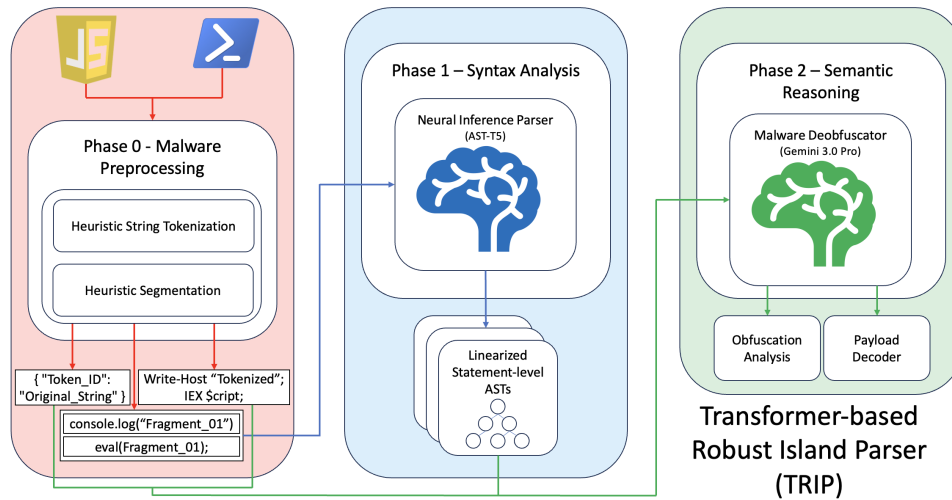 JS
Phase 0 - Malware
Preprocessing
Heuristic String Tokenization
Heuristic Segmentation
{ "Token_ID":
"Original_String" }
Write-Host “Tokenized”;
IEX $cript;
console.log(“Fragment_01”)
eval(Fragment_01);
Phase 1 – Syntax Analysis
Neural Inference Parser
(AST-T5)
Linearized
Statement-level
ASTs
Phase 2 – Semantic
Reasoning
Malware Deobfuscator
(Gemini 3.0 Pro)
Obfuscation
Analysis
Payload
Decoder
Transformer-based
Robust Island Parser
(TRIP)